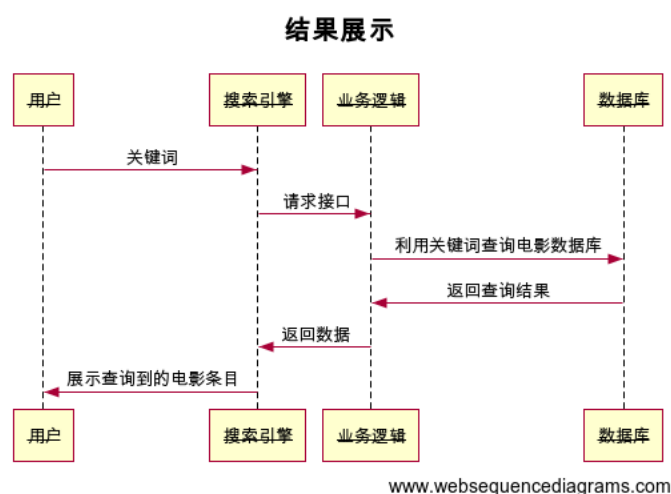 结果展示
用户 搜索引擎 业务逻辑 数据库
关键词
请求接口
利用关键词查询电影数据库
返回查询结果
返回数据
展示查询到的电影条目
用户 搜索引擎 业务逻辑 数据库
www.websequencediagrams.com